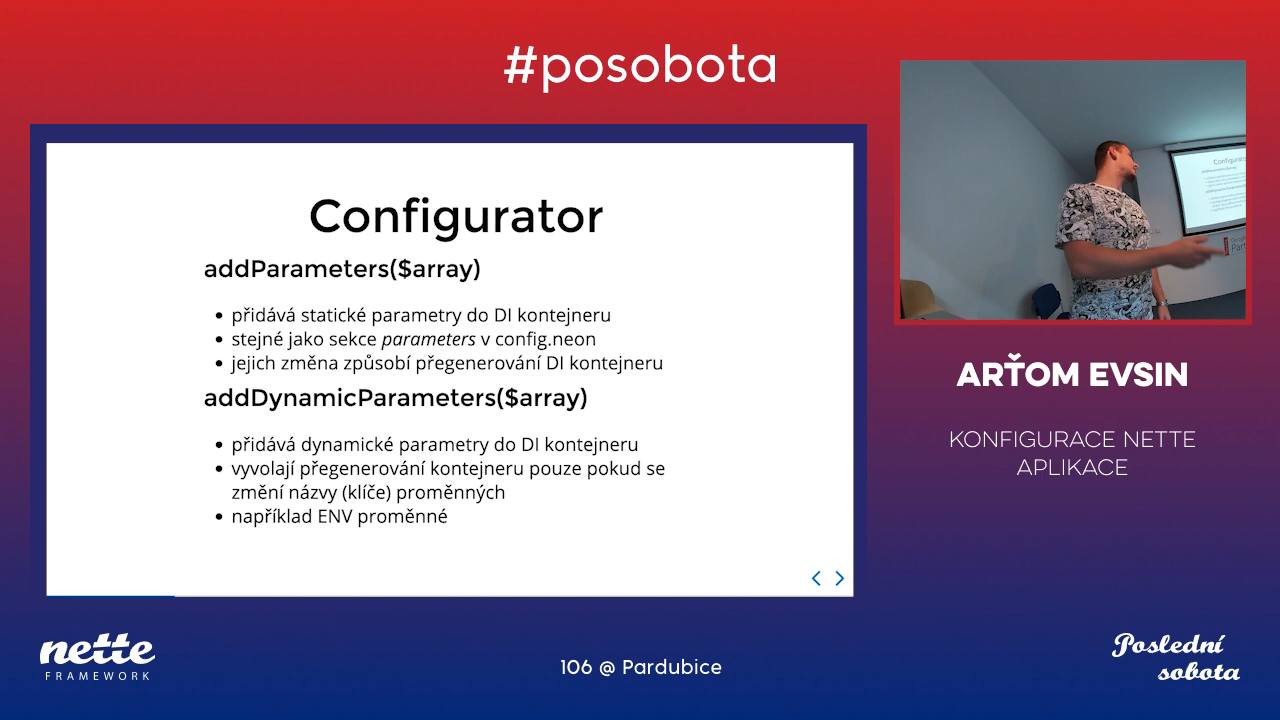 #posobota
Configurator
addParameters($array)
• přidává statické parametry do DI kontejneru
• stejné jako sekce parameters v config.neon
• jejich změna způsobí přegenerování DI kontejneru
addDynamicParameters($array)
• přidává dynamické parametry do DI kontejneru
• vyvolají přegenerování kontejneru pouze pokud se
změní názvy (klíče) proměnných
• například ENV proměnné
ARŤOM EVSIN
KONFIGURACE NETTE
APLIKACE
nette
FRAMEWORK
106 @ Pardubice
Poslední
sobota